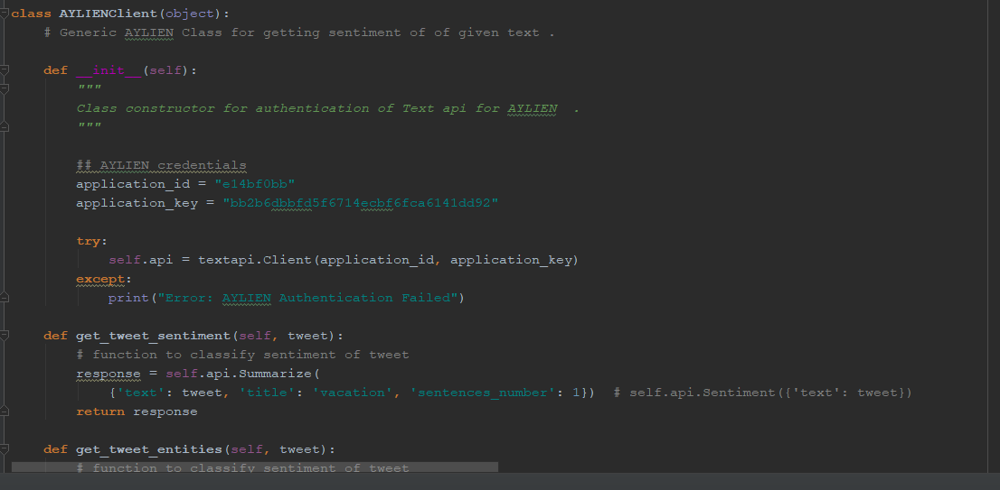 class AYLIENClient(object):
# Generic AYLIEN Class for getting sentiment of of given text .
def __init__(self):
"""
Class constructor for authentication of Text api for AYLIEN  .
"""
## AYLIEN credentials
application_id = "e14bf0bb"
application_key = "bb2b6dbbfd5f6714ecbf6fca6141dd92"
try:
self.api = textapi.Client(application_id, application_key)
except:
print("Error: AYLIEN Authentication Failed")
def get_tweet_sentiment(self, tweet):
# function to classify sentiment of tweet
response = self.api.Summarize(
{'text': tweet, 'title': 'vacation', 'sentences_number': 1})  # self.api.Sentiment({'text': tweet})
return response
def get_tweet_entities(self, tweet):
# function to classify sentiment of tweet